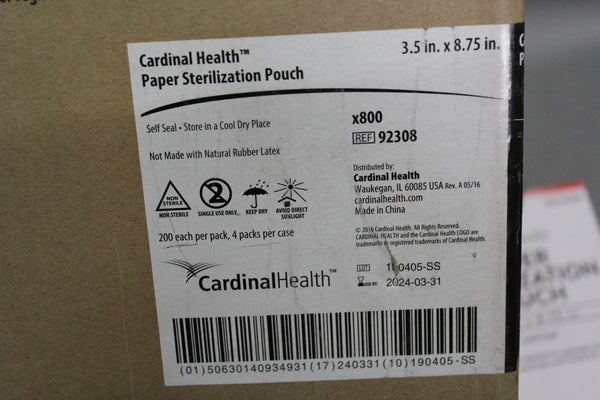 Cardinal Health™
Paper Sterilization Pouch
3.5 in. x 8.75 in.
Self Seal • Store in a Cool Dry Place
Not Made with Natural Rubber Latex
x800
REF 92308
NON STERILE
NON STERILE
2
SINGLE USE ONLY
KEEP DRY
AVOID DIRECT SUNLIGHT
200 each per pack, 4 packs per case
Distributed by:
Cardinal Health
Waukegan, IL 60085 USA Rev. A 05/16
cardinalhealth.com
Made in China
© 2016 Cardinal Health. All Rights Reserved.
CARDINAL HEALTH and the Cardinal Health LOGO are
trademarks or registered trademarks of Cardinal Health.
CardinalHealth™
LOT 190405-SS
USE BY: 2024-03-31
(01)50630140934931(17)240331(10)190405-SS